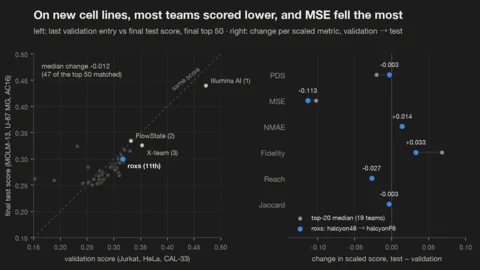 On new cell lines, most teams scored lower, and MSE fell the most
left: last validation entry vs final test score, final top 50 · right: change per scaled metric, validation → test
0.50
0.45
0.40
0.35
0.30
0.25
0.20
0.15
final test score (MOLM-13, U-87 MG, AC16)
median change -0.012
(47 of the top 50 matched)
same score
Illumina AI (1)
FlowState (2)
X-team (3)
roxs (11th)
0.15
0.20
0.25
0.30
0.35
0.40
0.45
0.50
validation score (Jurkat, HeLa, CAL-33)
PDS
-0.003
MSE
-0.113
NMAE
+0.014
Fidelity
+0.033
Reach
-0.027
Jaccard
-0.003
top-20 median (19 teams)
roxs: halcyon48 → halcyonF6
−0.10
−0.05
0.00
0.05
0.10
change in scaled score, test − validation